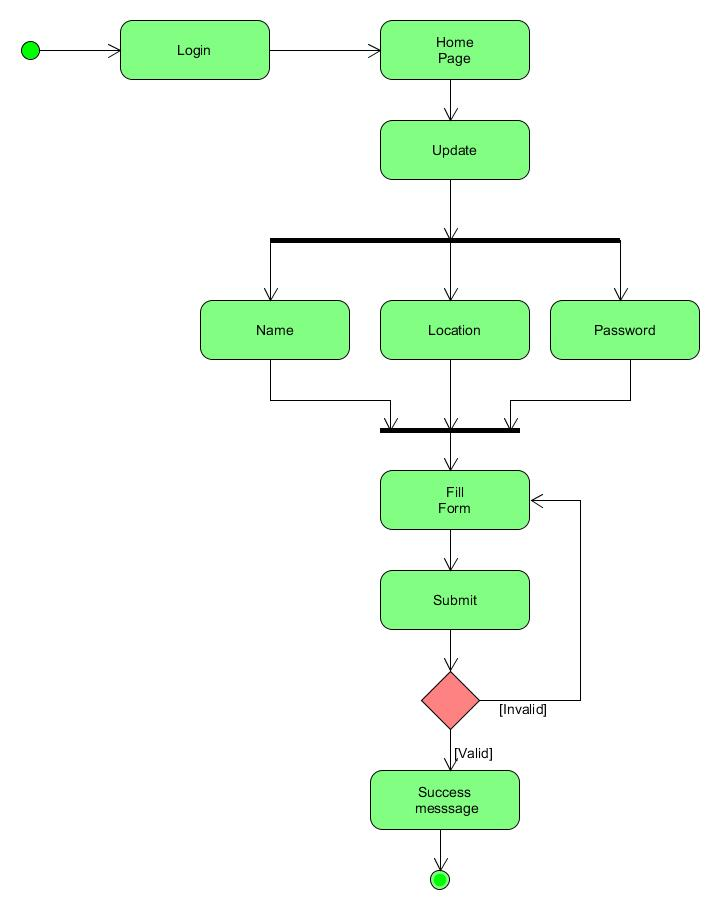 Login
Home
Page
Update
Name
Location
Password
Fill
Form
Submit
[Invalid]
[Valid]
Success
messsage